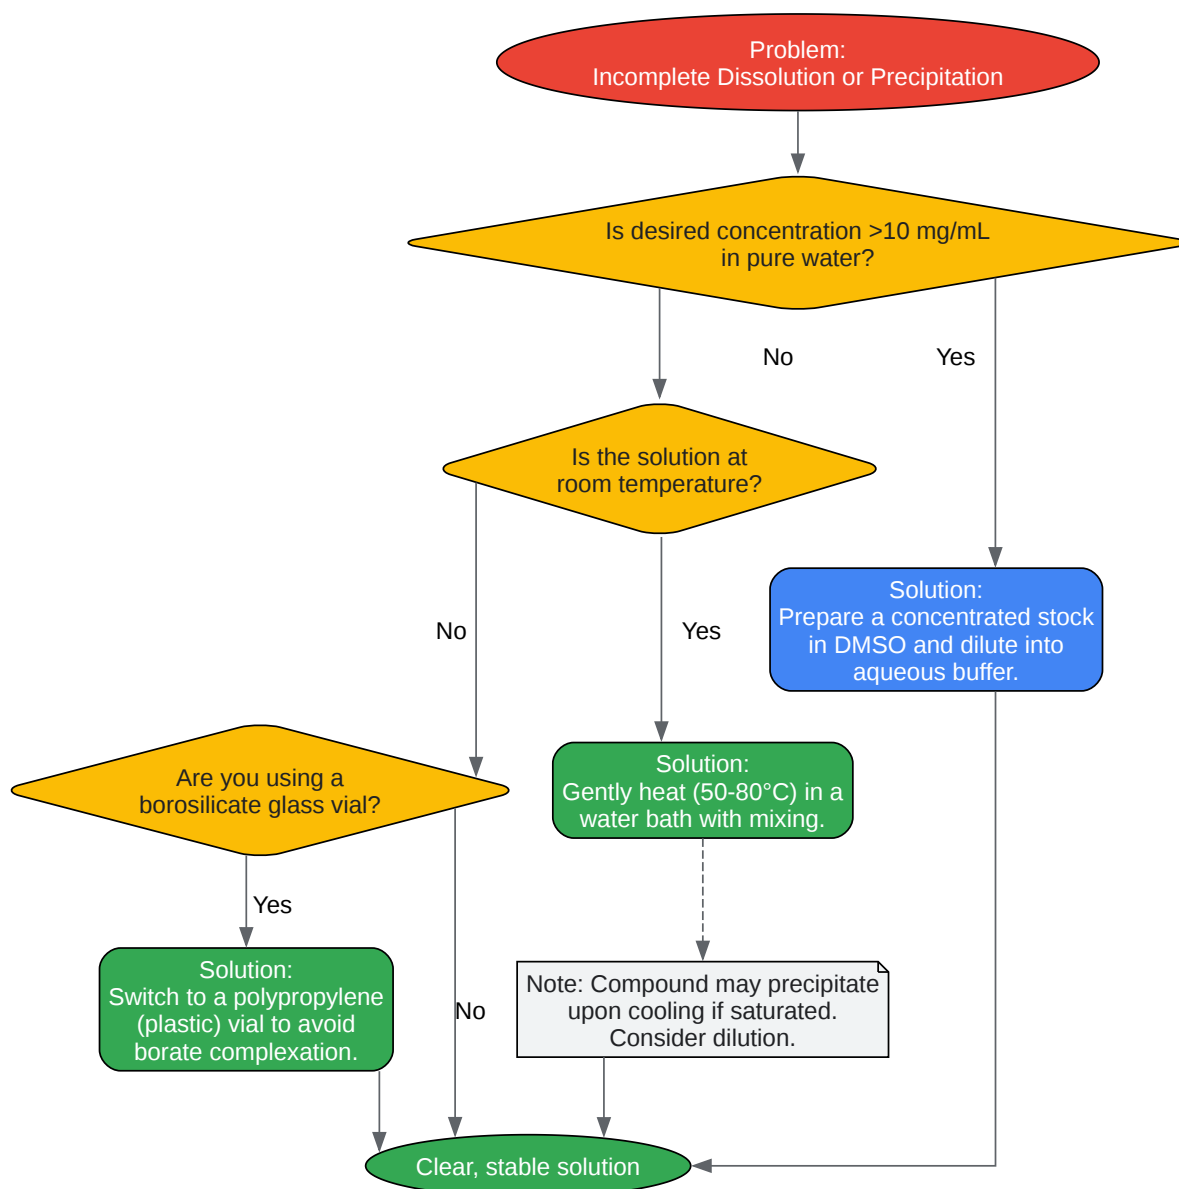 Problem:
Incomplete Dissolution or Precipitation
Is desired concentration >10 mg/mL
in pure water?
No
Yes
Is the solution at
room temperature?
Solution:
Prepare a concentrated stock
in DMSO and dilute into
aqueous buffer.
No
Yes
Are you using a
borosilicate glass vial?
Solution:
Gently heat (50-80°C) in a
water bath with mixing.
Yes
Solution:
Switch to a polypropylene
(plastic) vial to avoid
borate complexation.
No
Note: Compound may precipitate
upon cooling if saturated.
Consider dilution.
Clear, stable solution